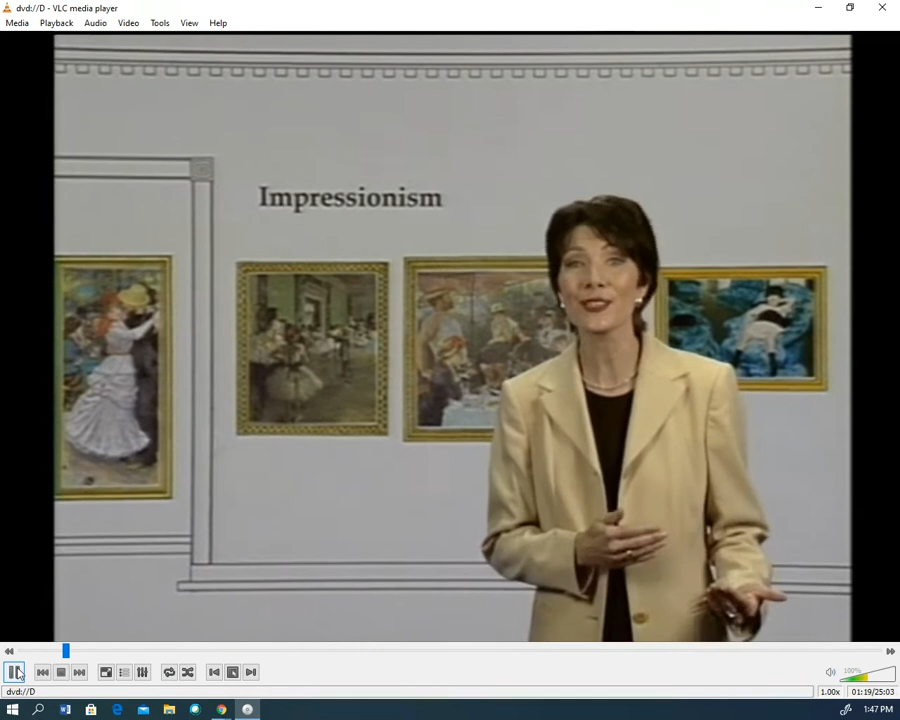 dvd://D - VLC media player
Media Playback Audio Video Tools View Help
Impressionism
100%
dvd://D
1.00x
01:19/25:03
1:47 PM